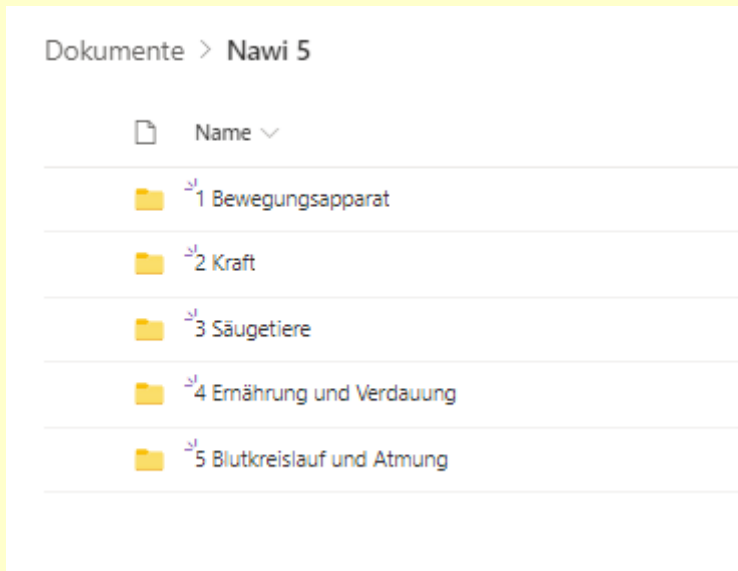 Dokumente > Nawi 5
Name
1 Bewegungsapparat
2 Kraft
3 Säugetiere
4 Ernährung und Verdauung
5 Blutkreislauf und Atmung